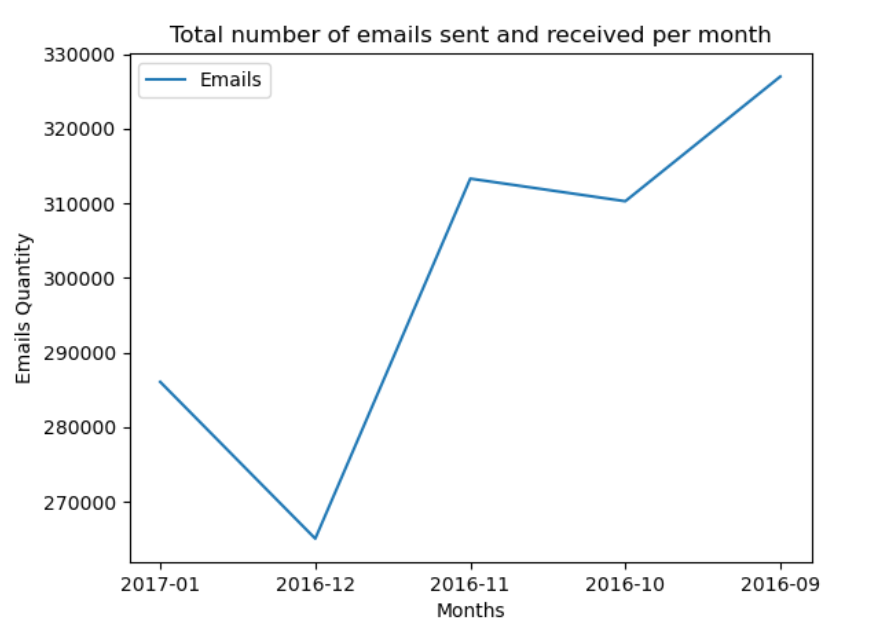 Total number of emails sent and received per month
Emails
Emails Quantity
330000
320000
310000
300000
290000
280000
270000
2017-01 2016-12 2016-11 2016-10 2016-09
Months